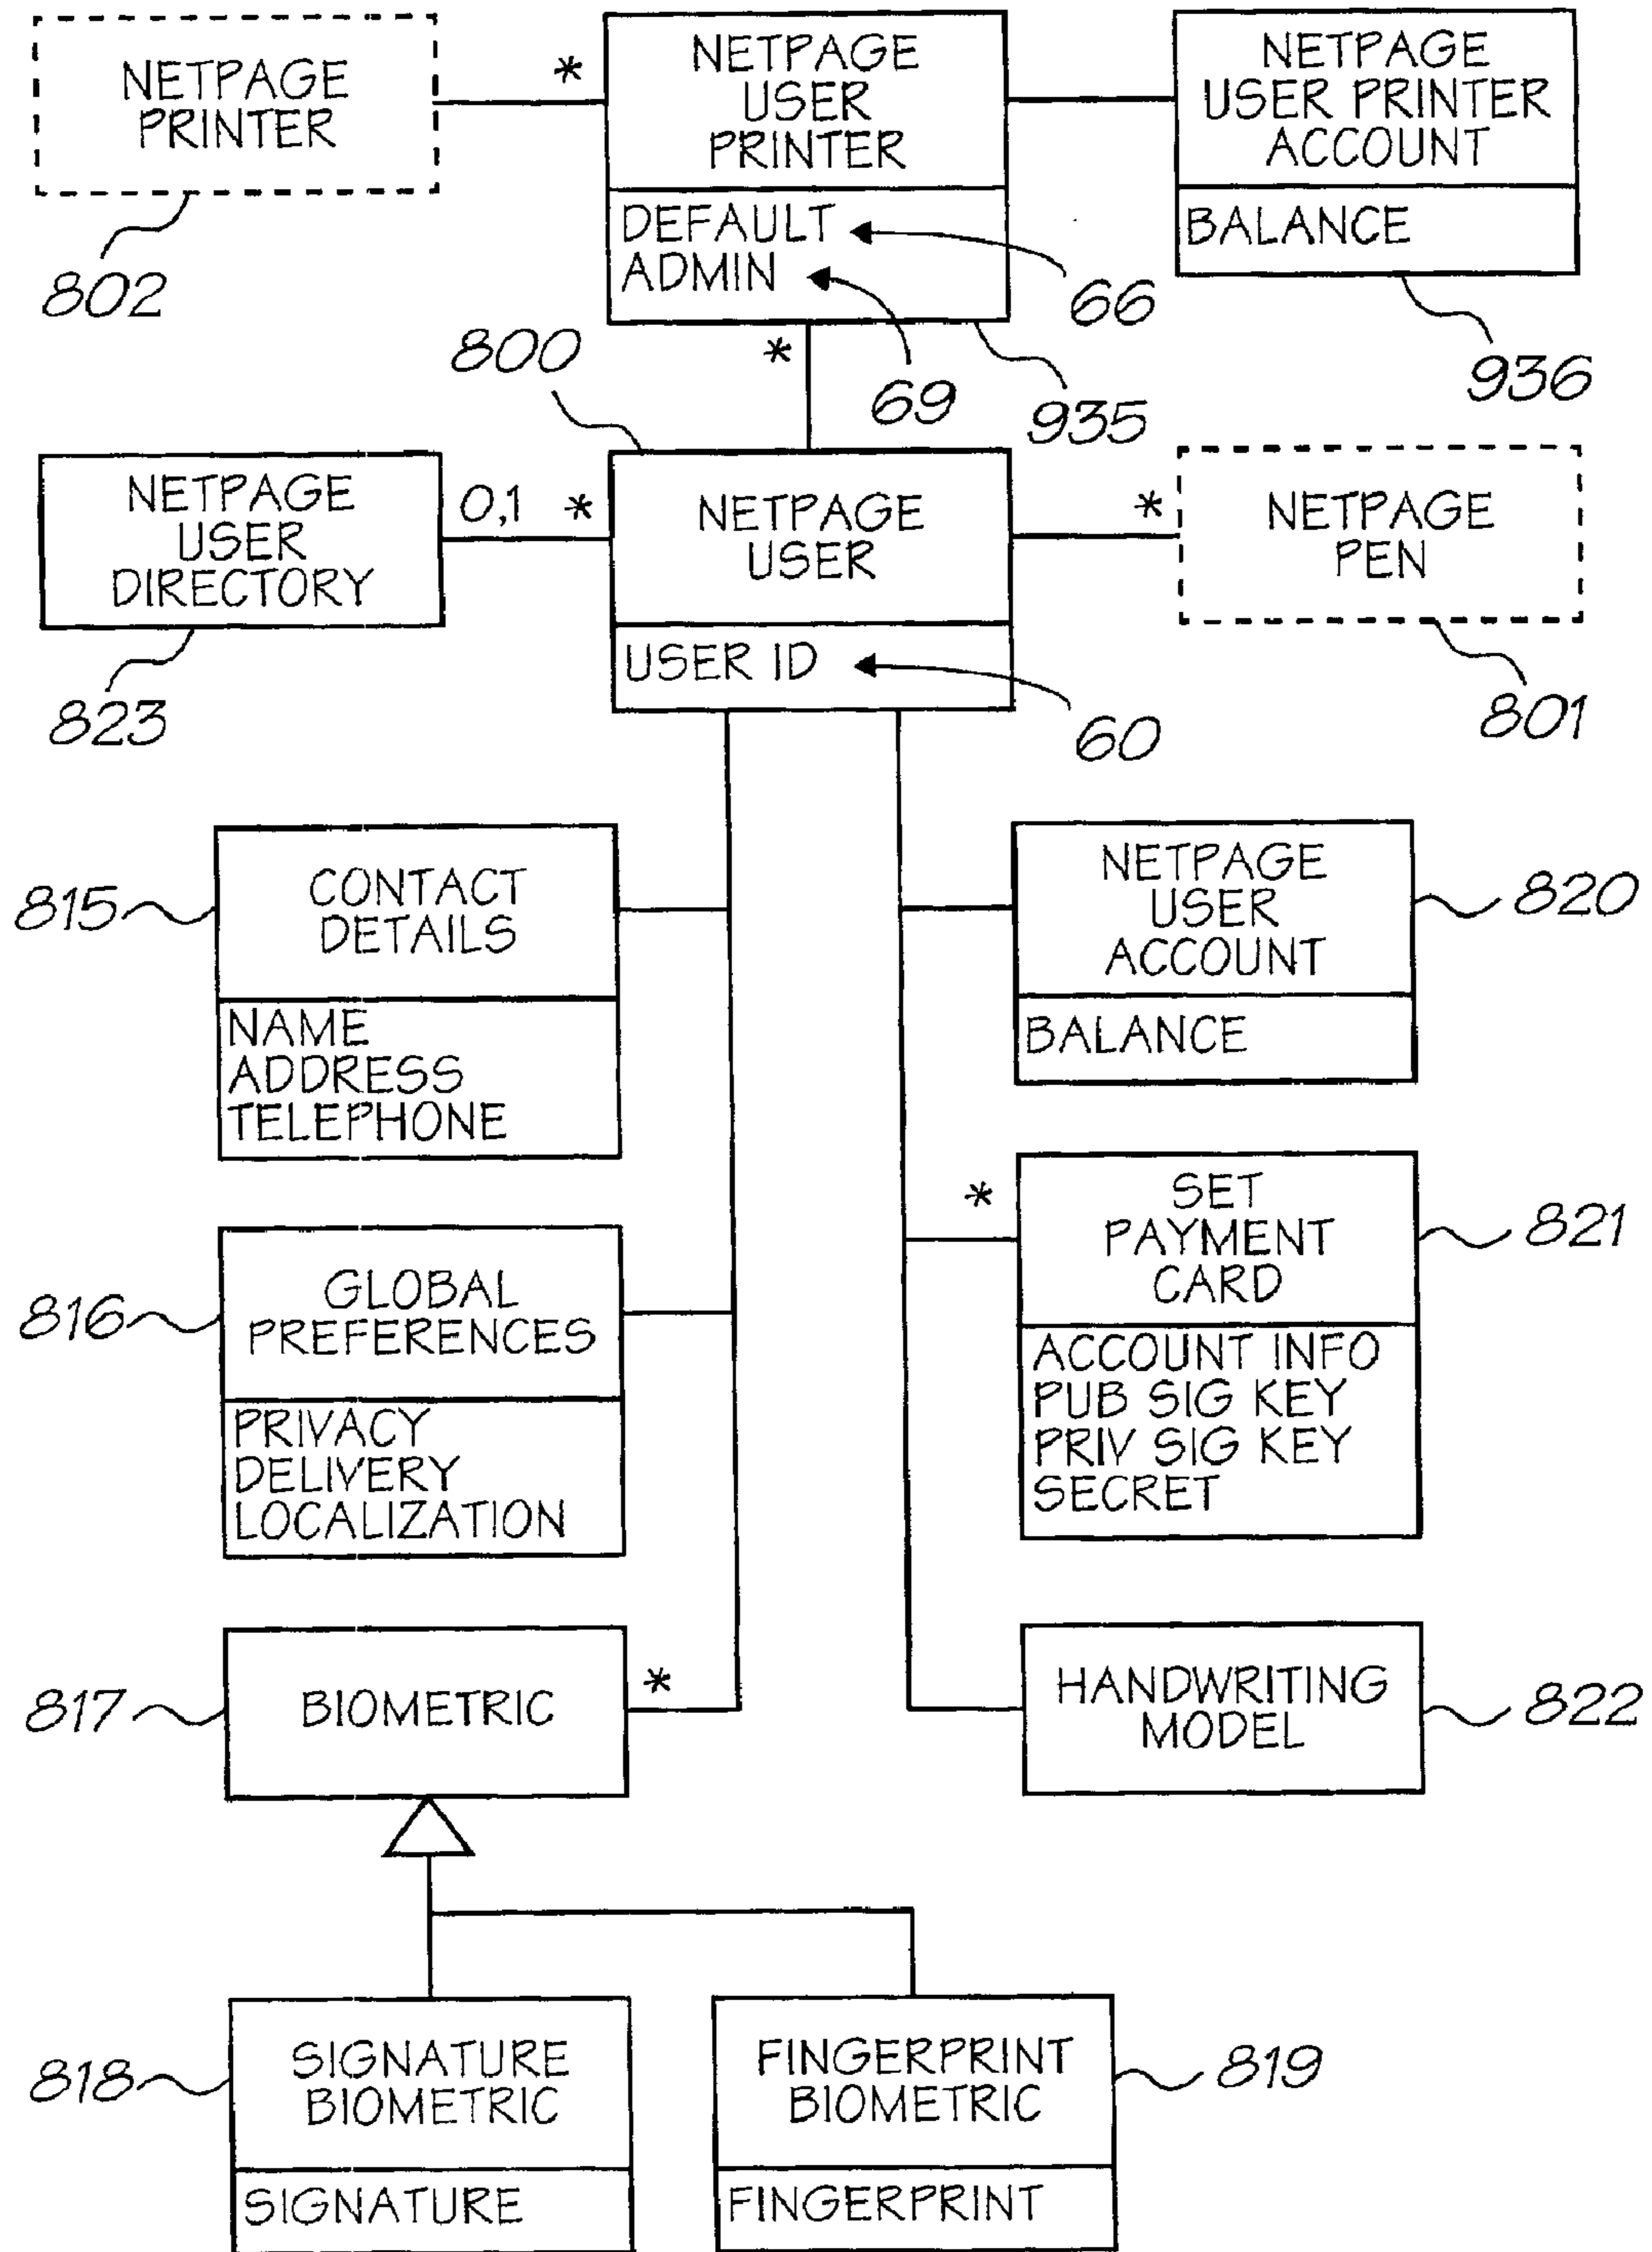 NETPAGE
PRINTER
802
*
NETPAGE
USER
PRINTER
DEFAULT
ADMIN
66
69
935
NETPAGE
USER PRINTER
ACCOUNT
BALANCE
936
*
800
NETPAGE
USER
DIRECTORY
823
0,1 *
NETPAGE
USER
USER ID
60
*
NETPAGE
PEN
801
815
CONTACT
DETAILS
NAME
ADDRESS
TELEPHONE
NETPAGE
USER
ACCOUNT
BALANCE
820
816
GLOBAL
PREFERENCES
PRIVACY
DELIVERY
LOCALIZATION
*
SET
PAYMENT
CARD
ACCOUNT INFO
PUB SIG KEY
PRIV SIG KEY
SECRET
821
817
BIOMETRIC
*
HANDWRITING
MODEL
822
818
SIGNATURE
BIOMETRIC
SIGNATURE
FINGERPRINT
BIOMETRIC
FINGERPRINT
819